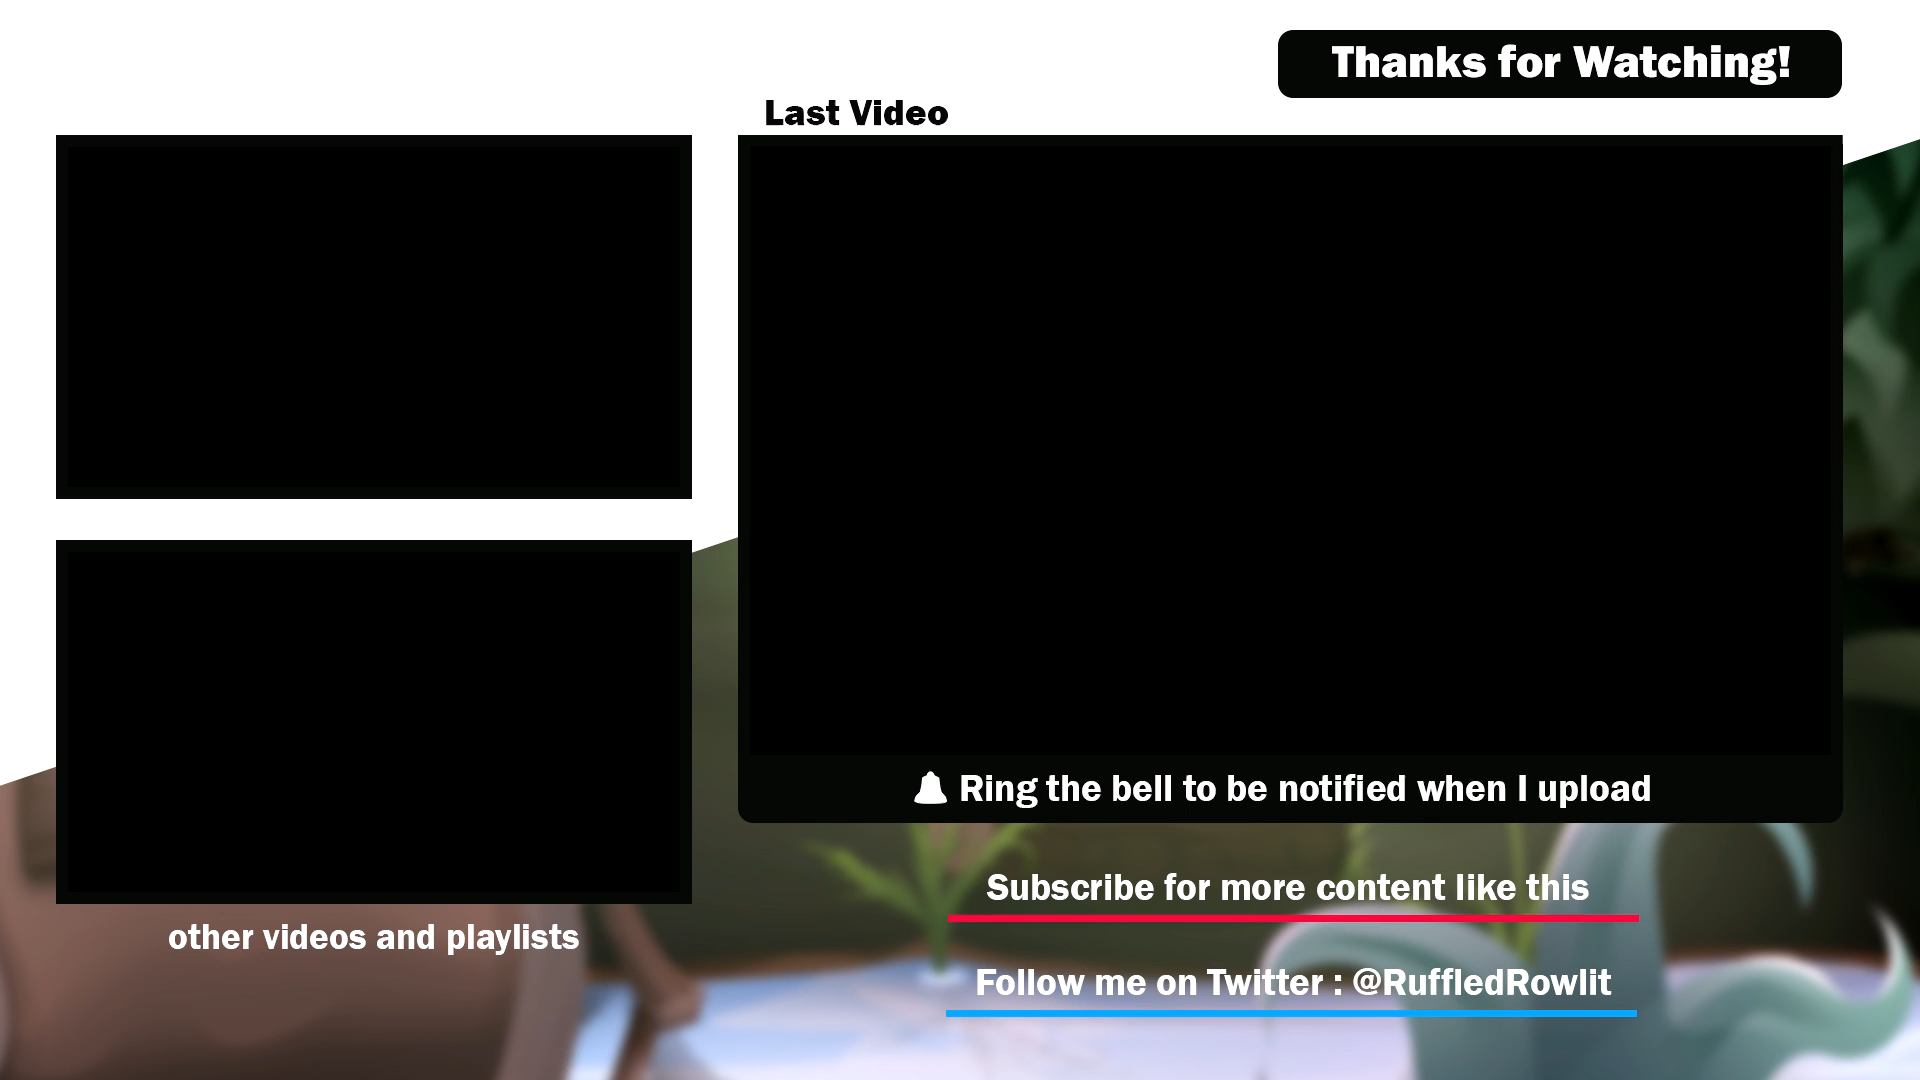 Thanks for Watching!
Last Video
Ring the bell to be notified when I upload
Subscribe for more content like this
other videos and playlists
Follow me on Twitter : @RuffledRowlit